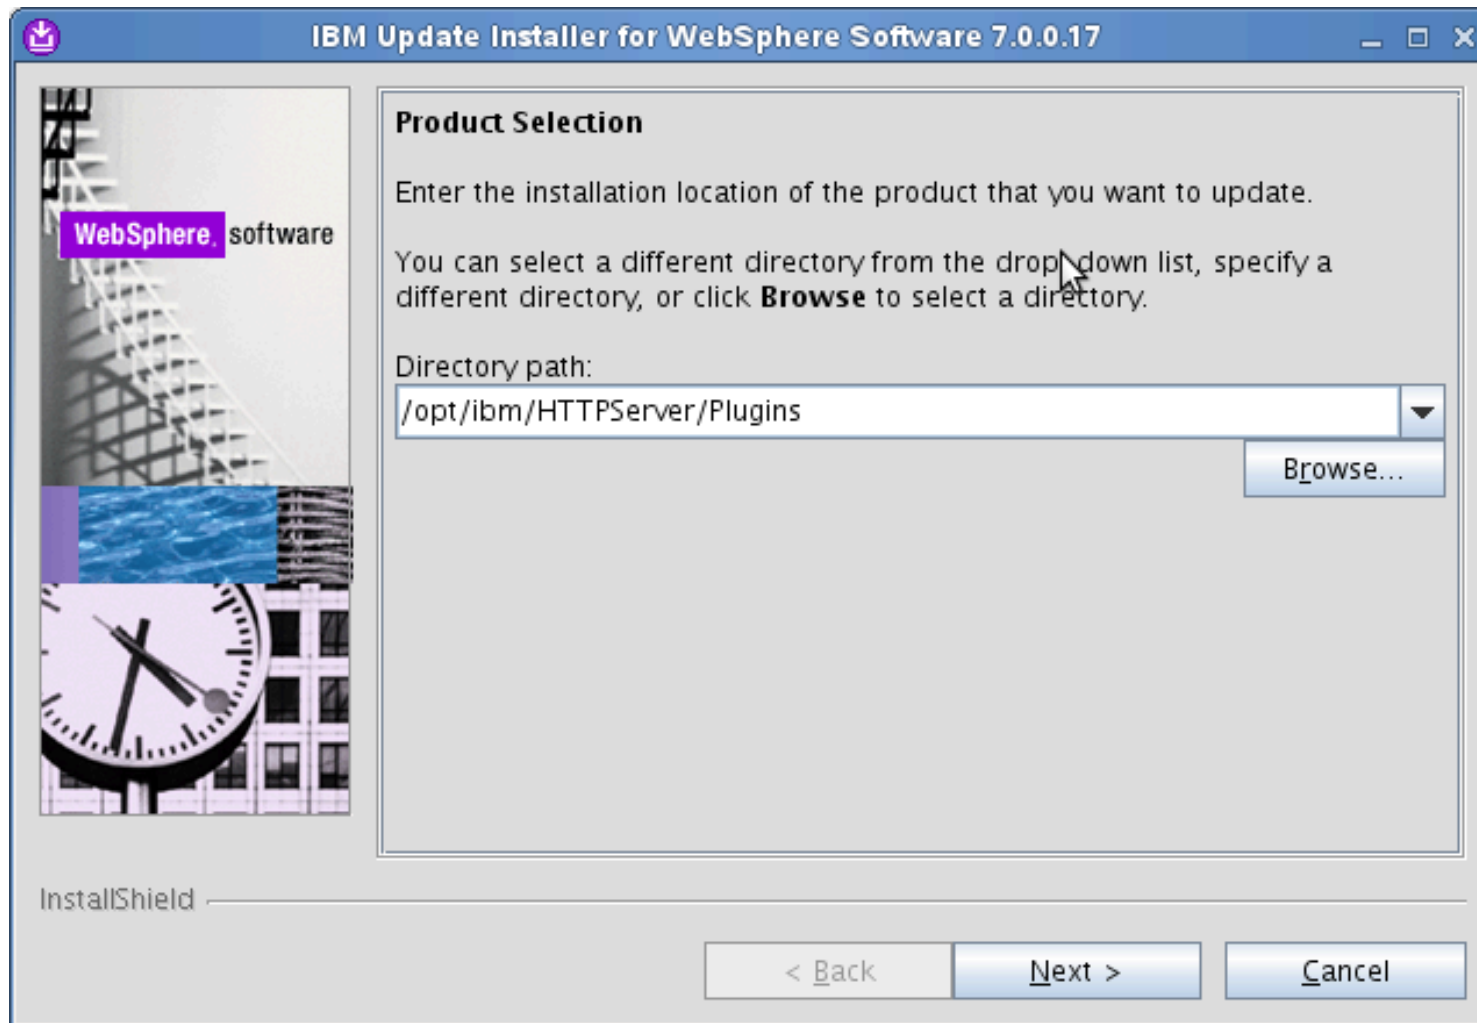 IBM Update Installer for WebSphere Software 7.0.0.17
WebSphere. software
Product Selection
Enter the installation location of the product that you want to update.
You can select a different directory from the drop-down list, specify a
different directory, or click Browse to select a directory.
Directory path:
/opt/ibm/HTTPServer/Plugins
Browse...
InstallShield
< Back
Next >
Cancel